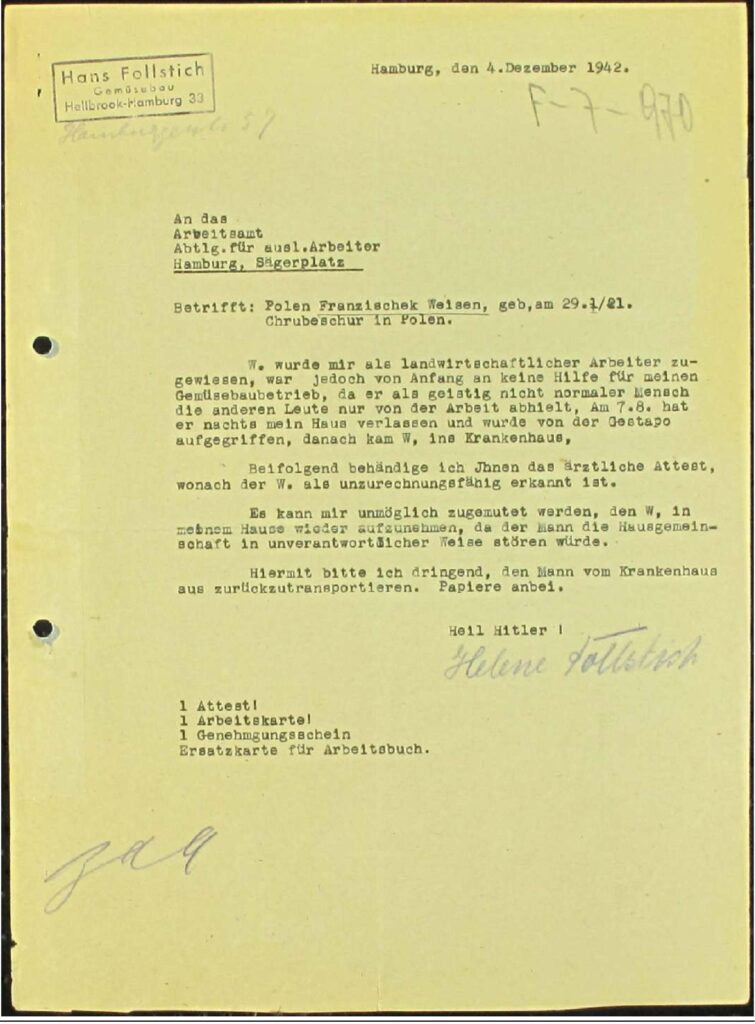 Hans Follstich
Gemüsebau
Hellbrook-Hamburg 33
Hamburg, den 4.Dezember 1942.
F-7-970
An das
Arbeitsamt
Abtlg.für ausl.Arbeiter
Hamburg, Sägerplatz
Betrifft: Polen Franzischek Weisen, geb,am 29.1/21.
Chrubeschur in Polen.
W. wurde mir als landwirtschaftlicher Arbeiter zu-
gewiesen, war jedoch von Anfang an keine Hilfe für meinen
Gemüsebaubetrieb, da er als geistig nicht normaler Mensch
die anderen Leute nur von der Arbeit abhielt, Am 7.8. hat
er nachts mein Haus verlassen und wurde von der Gestapo
aufgegriffen, danach kam W, ins Krankenhaus,
Beifolgend behändige ich Jhnen das ärztliche Attest,
wonach der W. als unzurechnungsfähig erkannt ist.
Es kann mir unmöglich zugemutet werden, den W, in
meinem Hause wieder aufzunehmen, da der Mann die Hausgemein-
schaft in unverantwortlicher Weise stören würde.
Hiermit bitte ich dringend, den Mann vom Krankenhaus
aus zurückzutransportieren. Papiere anbei.
Heil Hitler !
Helene Follstich
1 Attest!
1 Arbeitskarte!
1 Genehmgungsschein
Ersatzkarte für Arbeitsbuch.
zda